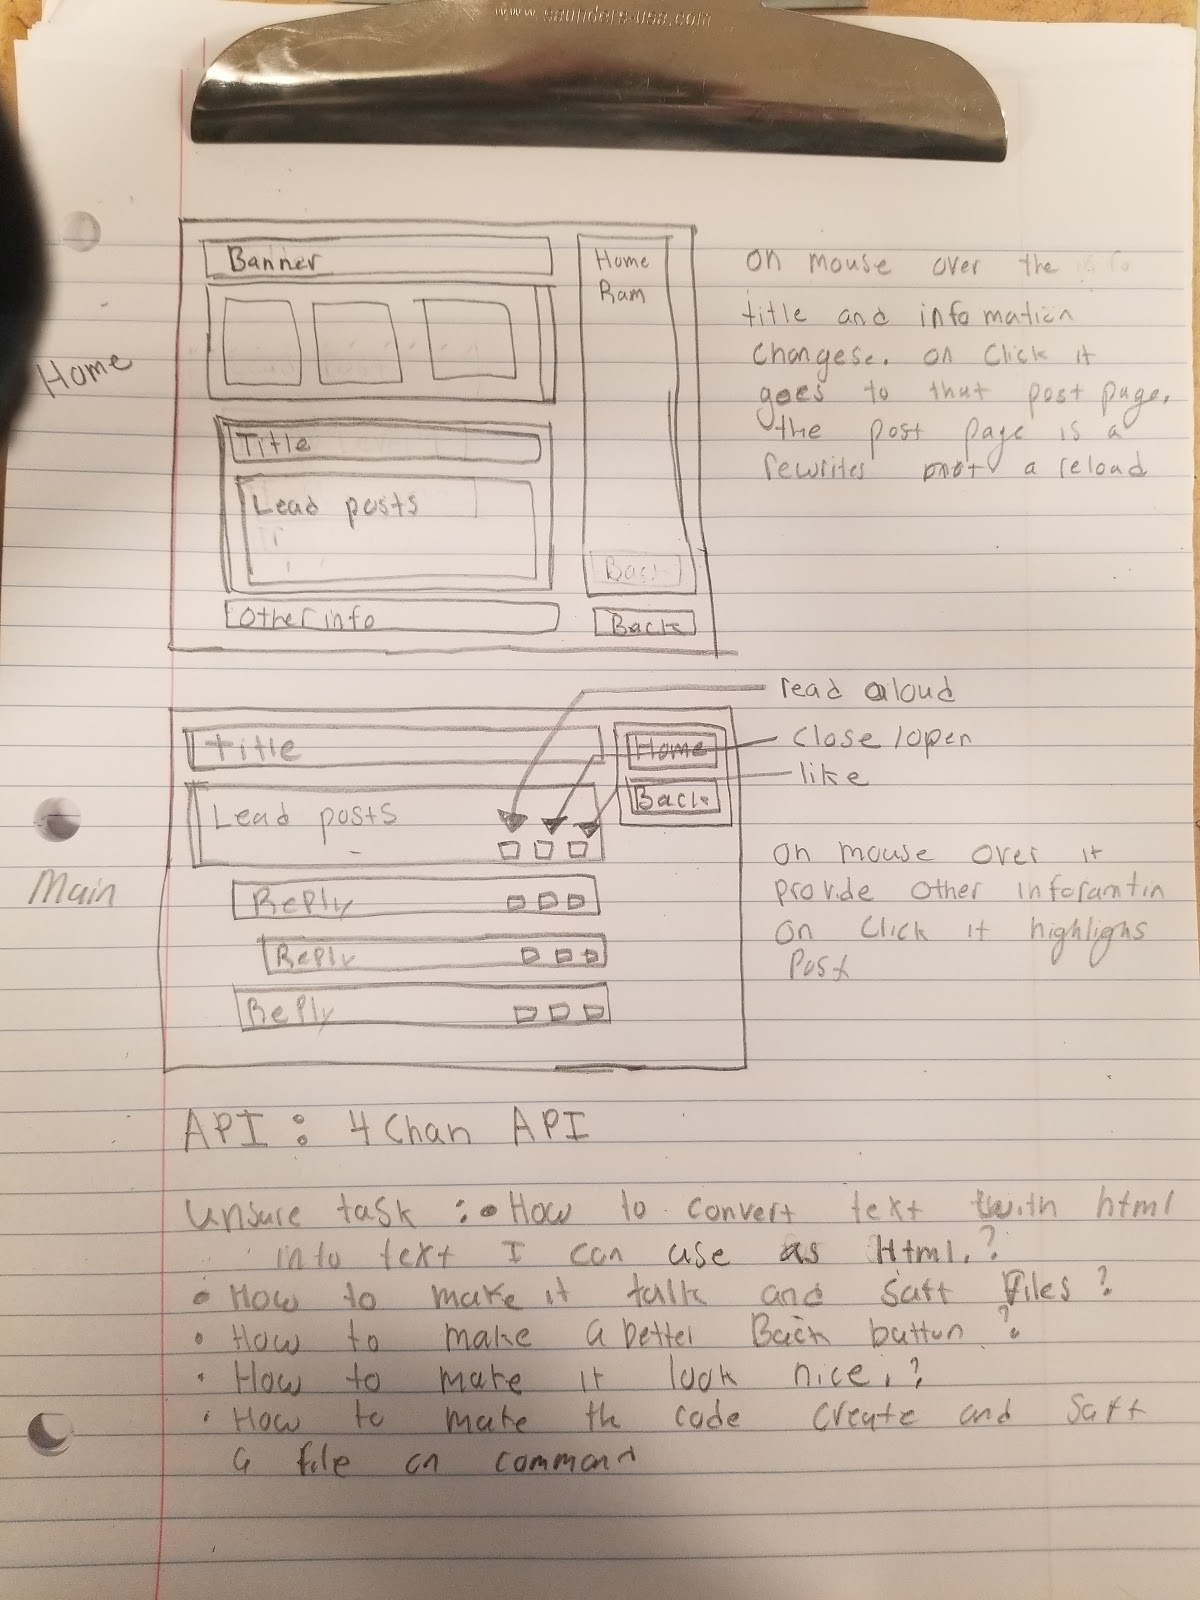 www.saunders-usa.com
Home
Banner
Home
Ram
Title
Lead posts
Back
Other info
Back
on mouse over the
title and infomation
changese. on click it
goes to that post page.
the post page is a
rewrites not a reload
read aloud
close/open
like
Main
title
Home
Back
Lead posts
Reply
Reply
Reply
on mouse over it
provide other inforamtin
on click it highlighs
Post
API : 4 Chan API
Unsure task : • How to convert text with html
into text I can use as Html.?
• How to make it talk and saft files?
• How to make a better Back button?
• How to make it look nice.?
• How to make th code create and saft
a file on command